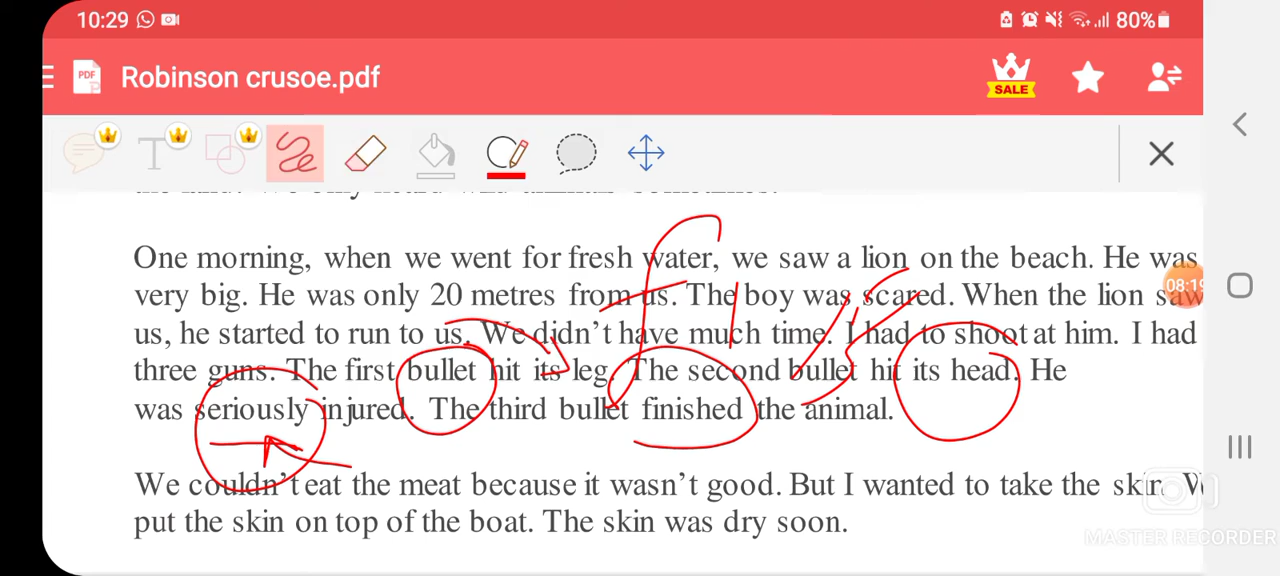 10:29 80%
Robinson crusoe.pdf
SALE
One morning, when we went for fresh water, we saw a lion on the beach. He was
very big. He was only 20 metres from us. The boy was scared. When the lion saw
us, he started to run to us. We didn't have much time. I had to shoot at him. I had
three guns. The first bullet hit its leg. The second bullet hit its head. He
was seriously injured. The third bullet finished the animal.
We couldn't eat the meat because it wasn't good. But I wanted to take the skin.
put the skin on top of the boat. The skin was dry soon.
MASTER RECORDER